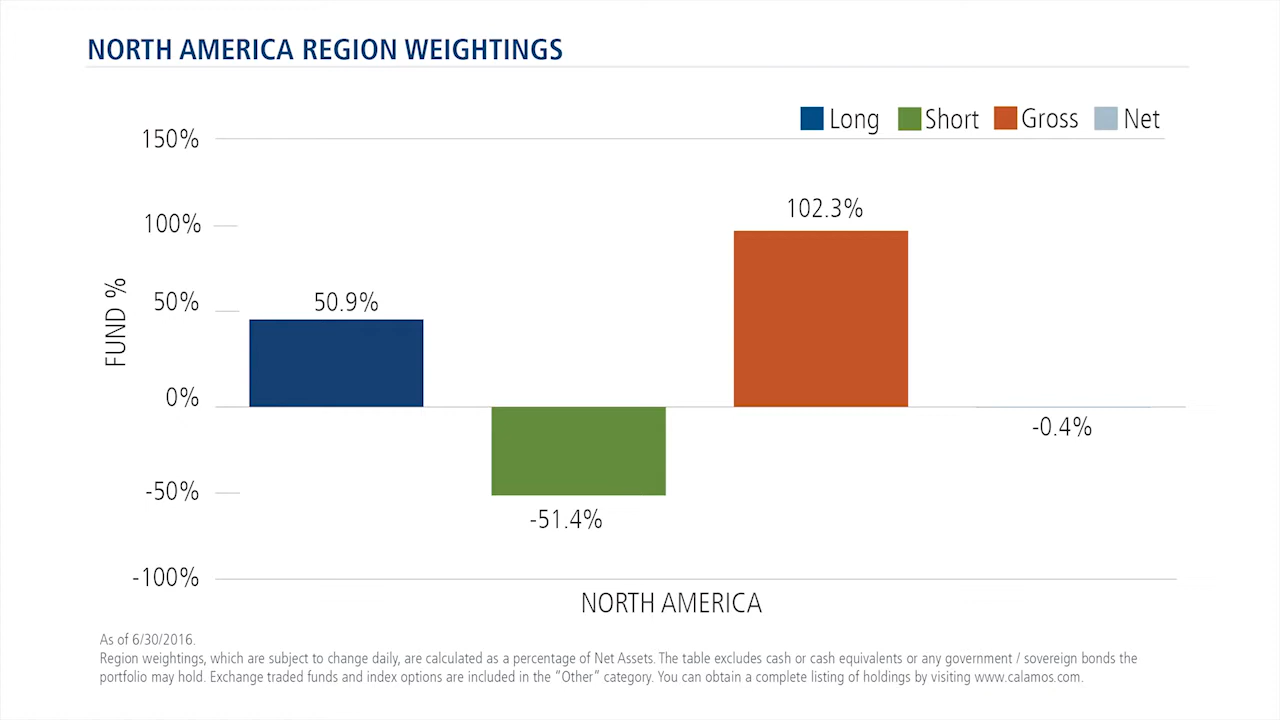 NORTH AMERICA REGION WEIGHTINGS
Long Short Gross Net
150%
100%
50%
0%
-50%
-100%
FUND %
50.9%
-51.4%
102.3%
-0.4%
NORTH AMERICA
As of 6/30/2016.
Region weightings, which are subject to change daily, are calculated as a percentage of Net Assets. The table excludes cash or cash equivalents or any government / sovereign bonds the
portfolio may hold. Exchange traded funds and index options are included in the “Other” category. You can obtain a complete listing of holdings by visiting www.calamos.com.